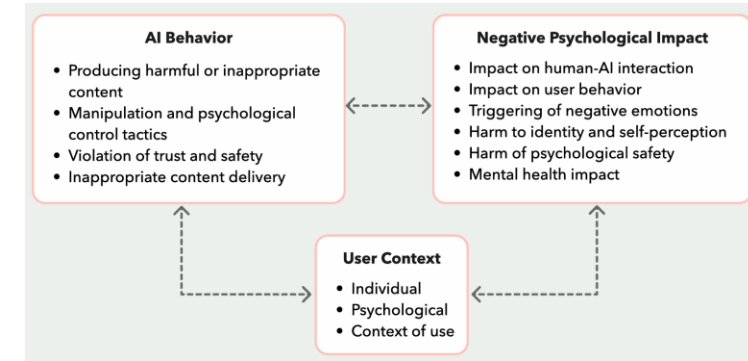 AI Behavior
• Producing harmful or inappropriate
content
• Manipulation and psychological
control tactics
• Violation of trust and safety
• Inappropriate content delivery
Negative Psychological Impact
• Impact on human-AI interaction
• Impact on user behavior
• Triggering of negative emotions
• Harm to identity and self-perception
• Harm of psychological safety
• Mental health impact
User Context
• Individual
• Psychological
• Context of use